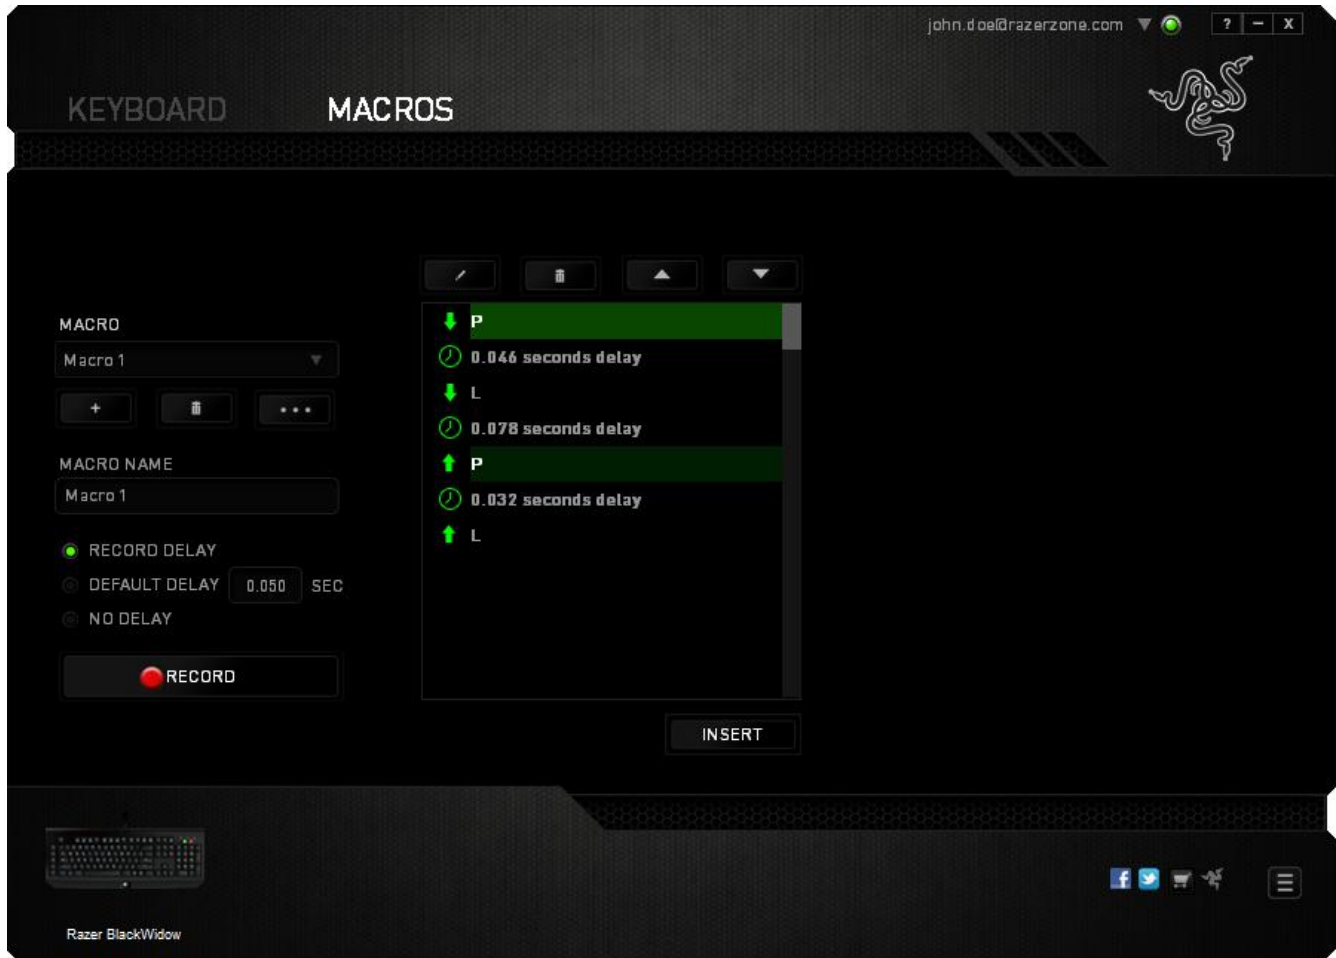 john.doe@razerzone.com
? – X
KEYBOARD MACROS
MACRO
Macro 1
+ •••
MACRO NAME
Macro 1
RECORD DELAY
DEFAULT DELAY 0.050 SEC
NO DELAY
RECORD
P
0.046 seconds delay
L
0.078 seconds delay
P
0.032 seconds delay
L
INSERT
Razer BlackWidow
f